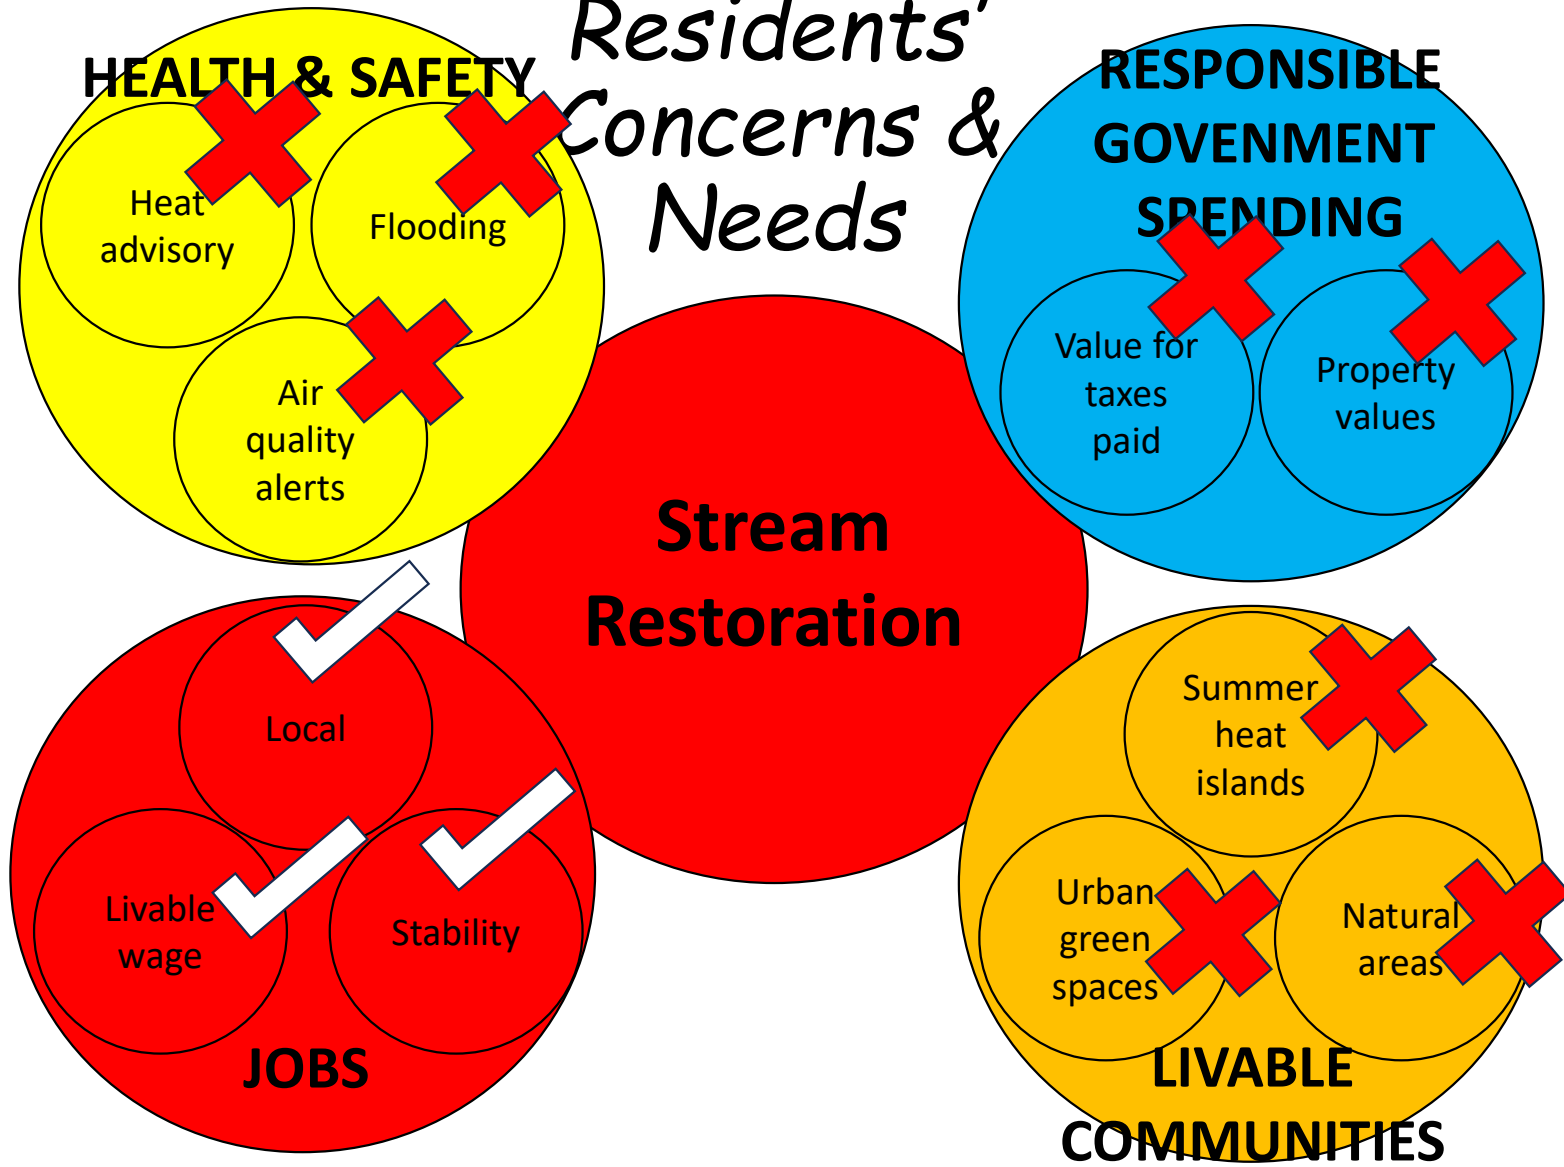 Residents’
Concerns &
Needs
HEALTH & SAFETY
Heat
advisory
Flooding
Air
quality
alerts
RESPONSIBLE
GOVENMENT
SPENDING
Value for
taxes
paid
Property
values
Stream
Restoration
Local
Livable
wage
Stability
JOBS
Summer
heat
islands
Urban
green
spaces
Natural
areas
LIVABLE
COMMUNITIES